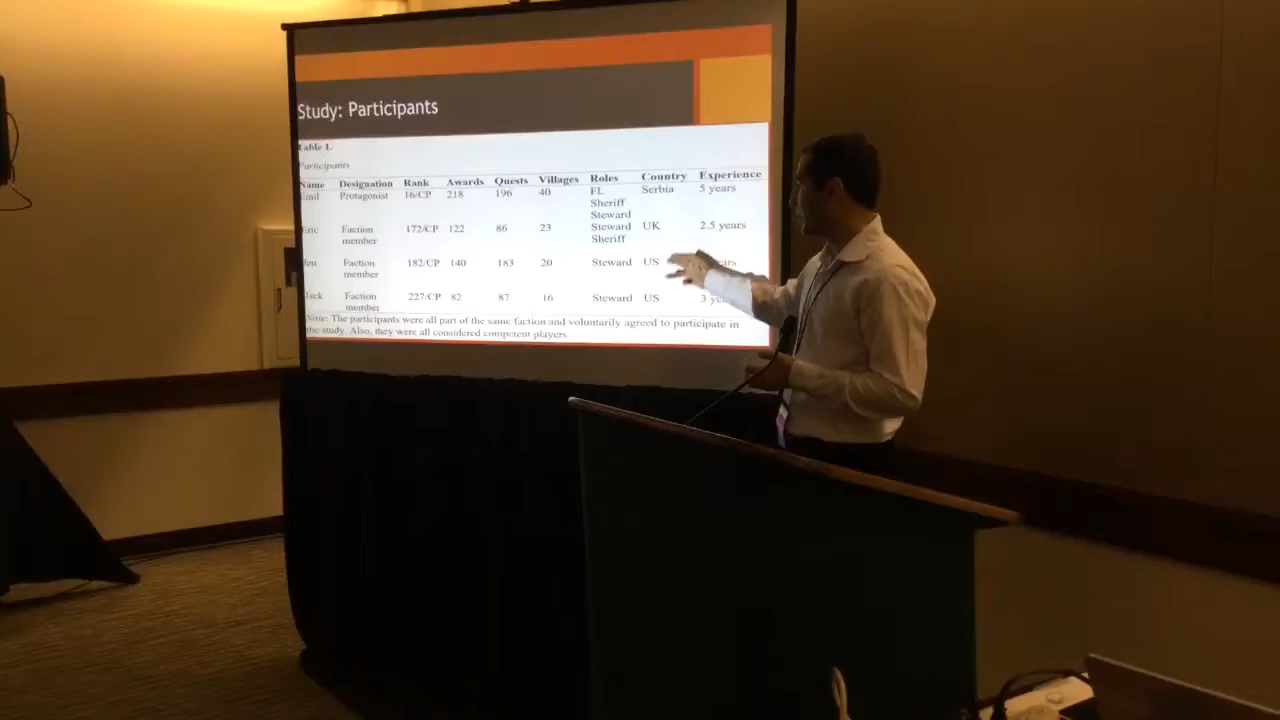 Study: Participants
Table 1.
Participants
Name Designation Rank Awards Quests Villages Roles Country Experience
Emil Protagonist 16/CP 218 196 40 FL Serbia 5 years
Sheriff
Steward
Eric Faction 172/CP 122 86 23 Steward UK 2.5 years
member Sheriff
Jen Faction 182/CP 140 183 20 Steward US
member
Jack Faction 227/CP 82 87 16 Steward US 3
member
Note: The participants were all part of the same faction and voluntarily agreed to participate in
the study. Also, they were all considered competent players